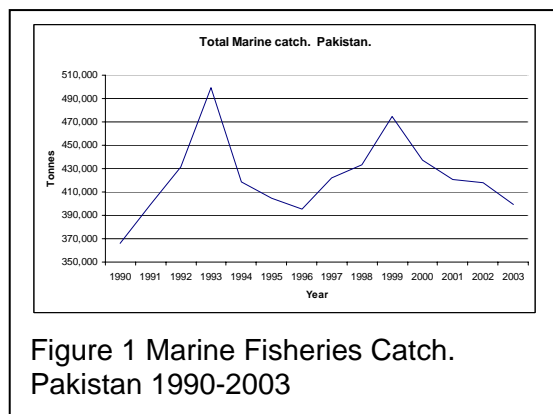 Total Marine catch. Pakistan.
510,000
490,000
470,000
450,000
430,000
410,000
390,000
370,000
350,000
Tonnes
1990 1991 1992 1993 1994 1995 1996 1997 1998 1999 2000 2001 2002 2003
Year
Figure 1 Marine Fisheries Catch.
Pakistan 1990-2003